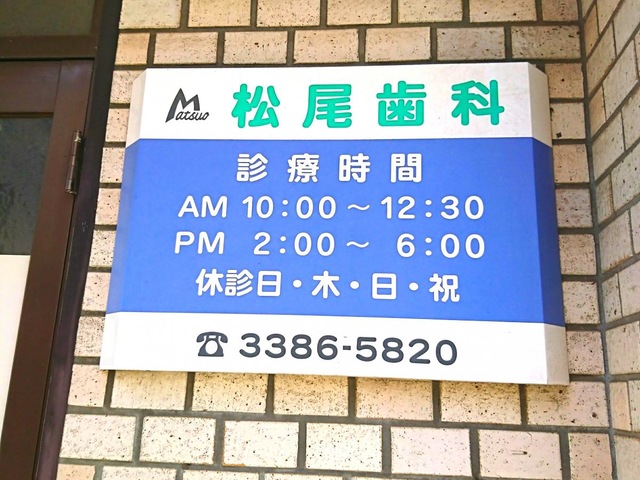 Matsuo 松尾歯科
診療時間
AM 10:00～12:30
PM 2:00～ 6:00
休診日・木・日・祝
☎ 3386-5820